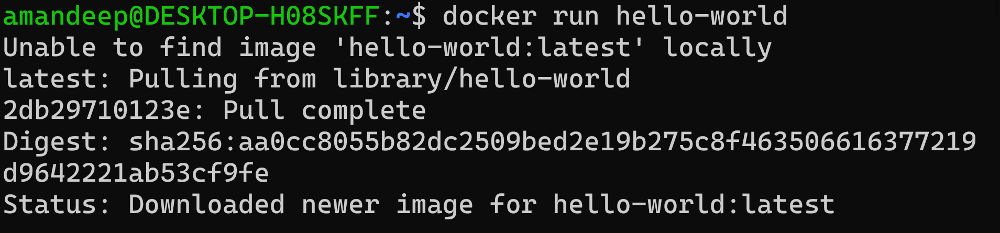 amandeep@DESKTOP-H08SKFF:~$ docker run hello-world
Unable to find image 'hello-world:latest' locally
latest: Pulling from library/hello-world
2db29710123e: Pull complete
Digest: sha256:aa0cc8055b82dc2509bed2e19b275c8f463506616377219
d9642221ab53cf9fe
Status: Downloaded newer image for hello-world:latest